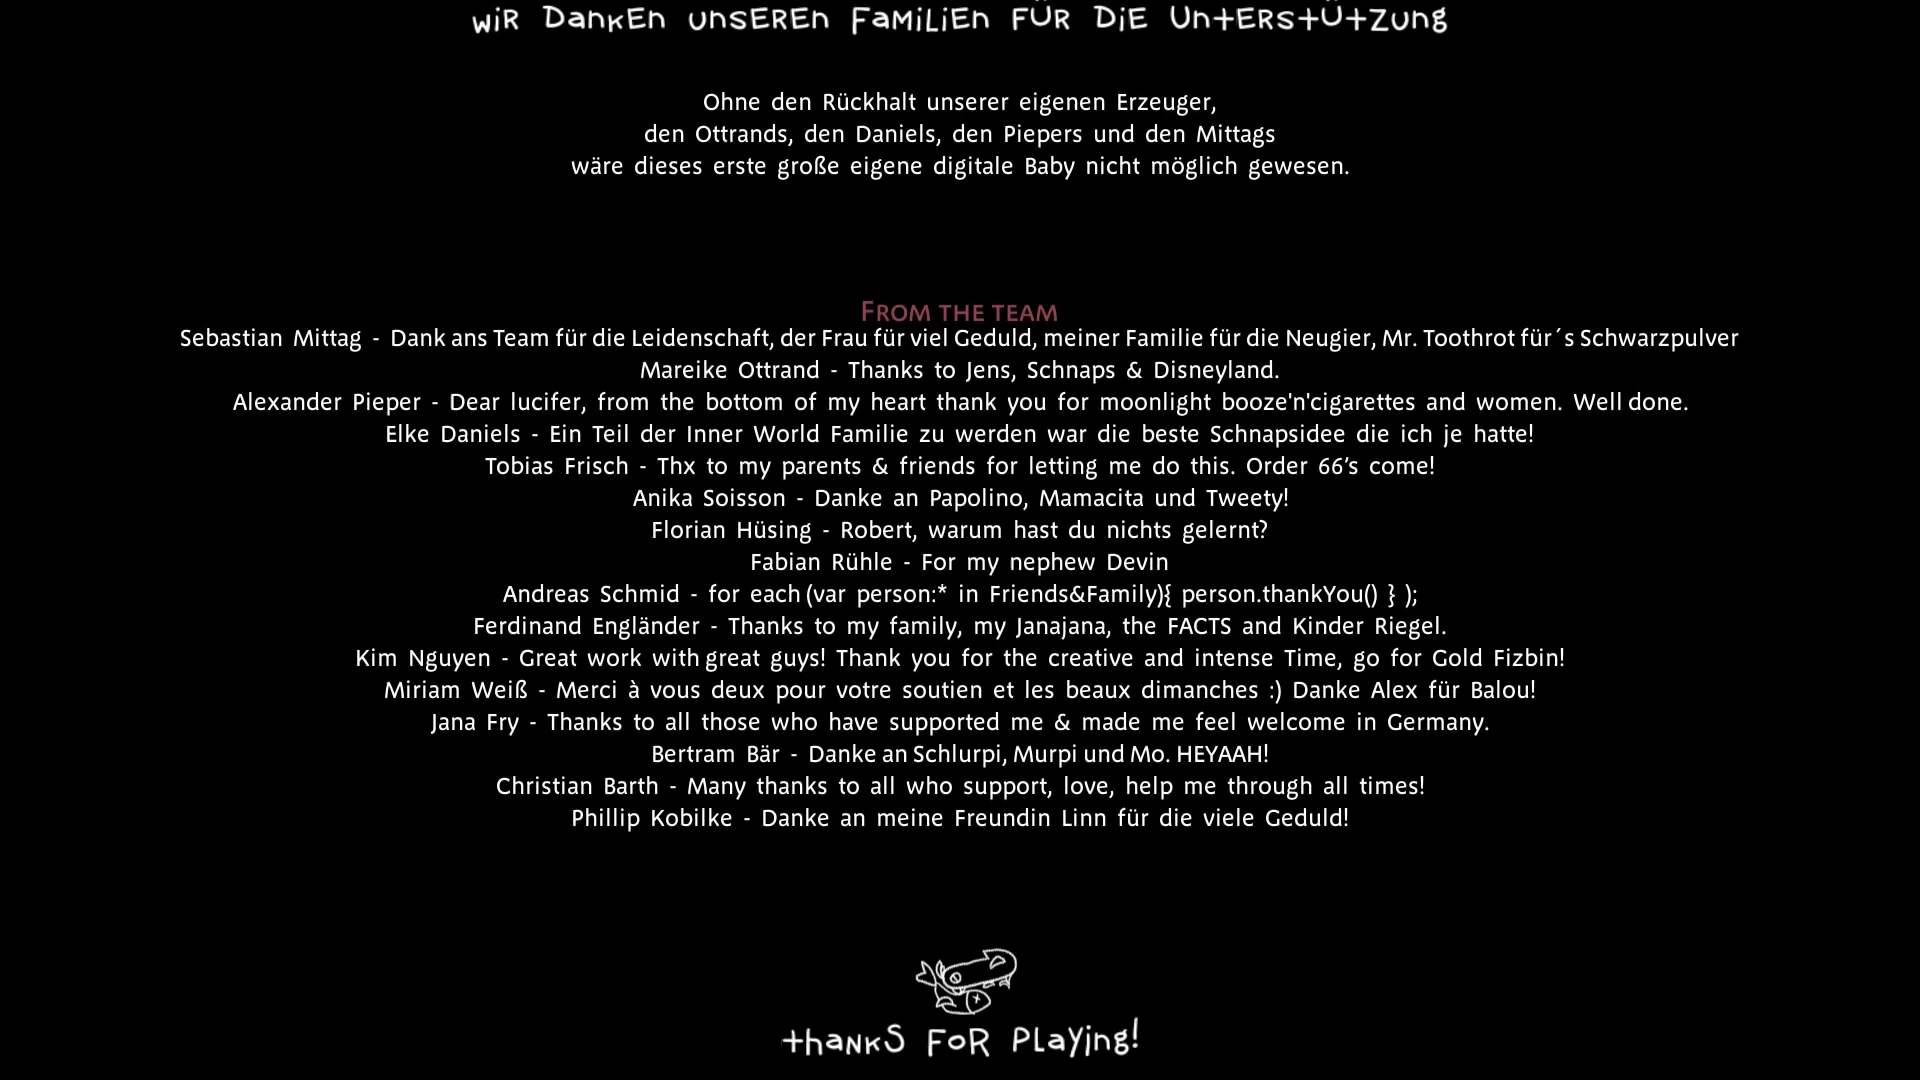 Wir danken unseren Familien für die Unterstützung
Ohne den Rückhalt unserer eigenen Erzeuger,
den Ottrands, den Daniels, den Piepers und den Mittags
wäre dieses erste große eigene digitale Baby nicht möglich gewesen.
From the team
Sebastian Mittag - Dank ans Team für die Leidenschaft, der Frau für viel Geduld, meiner Familie für die Neugier, Mr. Toothrot für´s Schwarzpulver
Mareike Ottrand - Thanks to Jens, Schnaps & Disneyland.
Alexander Pieper - Dear lucifer, from the bottom of my heart thank you for moonlight booze'n'cigarettes and women. Well done.
Elke Daniels - Ein Teil der Inner World Familie zu werden war die beste Schnapsidee die ich je hatte!
Tobias Frisch - Thx to my parents & friends for letting me do this. Order 66’s come!
Anika Soisson - Danke an Papolino, Mamacita und Tweety!
Florian Hüsing - Robert, warum hast du nichts gelernt?
Fabian Rühle - For my nephew Devin
Andreas Schmid - for each (var person:* in Friends&Family){ person.thankYou() } );
Ferdinand Engländer - Thanks to my family, my Janajana, the FACTS and Kinder Riegel.
Kim Nguyen - Great work with great guys! Thank you for the creative and intense Time, go for Gold Fizbin!
Miriam Weiß - Merci à vous deux pour votre soutien et les beaux dimanches :) Danke Alex für Balou!
Jana Fry - Thanks to all those who have supported me & made me feel welcome in Germany.
Bertram Bär - Danke an Schlurpi, Murpi und Mo. HEYAAH!
Christian Barth - Many thanks to all who support, love, help me through all times!
Phillip Kobilke - Danke an meine Freundin Linn für die viele Geduld!
thanks for playing!